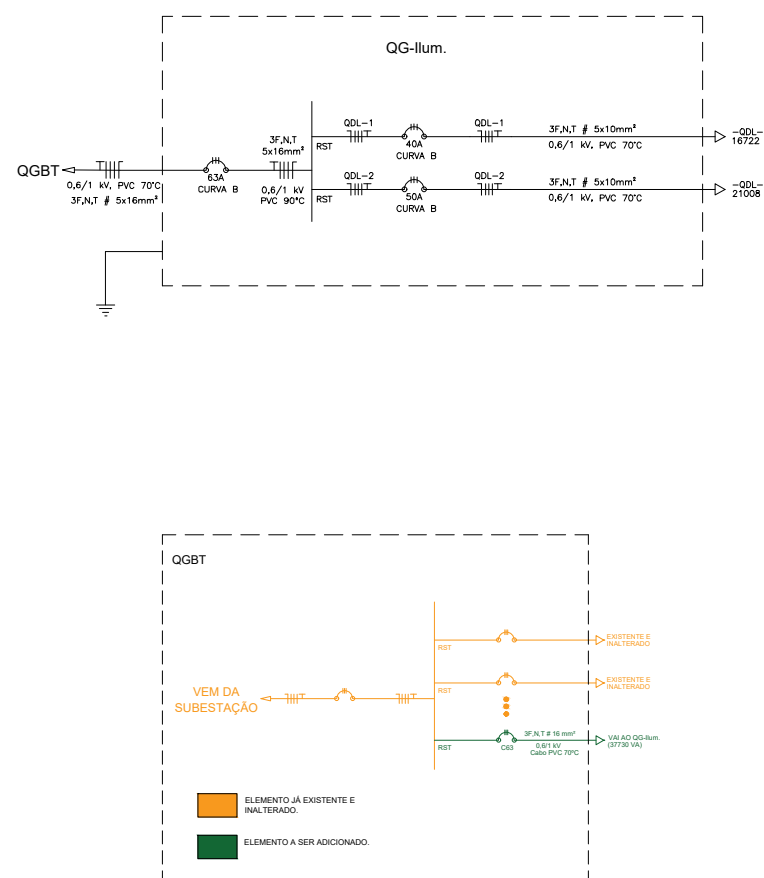 QG-Ilum.
QDL-1
QDL-1
3F,N,T # 5x10mm²
-QDL-
16722
3F,N,T
5x16mm²
RST
40A
CURVA B
0,6/1 kV, PVC 70°C
QGBT
63A
CURVA B
QDL-2
QDL-2
3F,N,T # 5x10mm²
-QDL-
21008
0,6/1 kV, PVC 70°C
3F,N,T # 5x16mm²
0,6/1 kV
PVC 90°C
RST
50A
CURVA B
0,6/1 kV, PVC 70°C
QGBT
RST
EXISTENTE E
INALTERADO
VEM DA
SUBESTAÇÃO
RST
EXISTENTE E
INALTERADO
3F,N,T # 16 mm²
RST
C63
0,6/1 kV
Cabo PVC 70ºC
VAI AO QG-Ilum.
(37730 VA)
ELEMENTO JÁ EXISTENTE E
INALTERADO.
ELEMENTO A SER ADICIONADO.